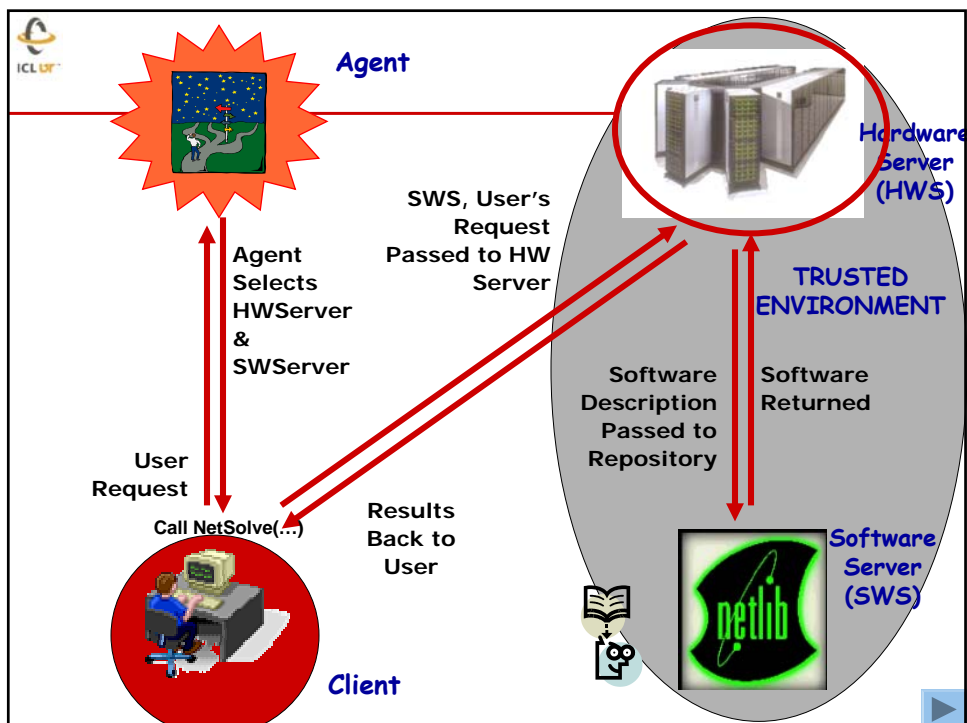 ICL UT
Agent
Hardware
Server
(HWS)
SWS, User's
Request
Passed to HW
Server
Agent
Selects
HWServer
&
SWServer
TRUSTED
ENVIRONMENT
Software
Description
Passed to
Repository
Software
Returned
User
Request
Call NetSolve(...)
Results
Back to
User
Software
Server
(SWS)
netlib
Client